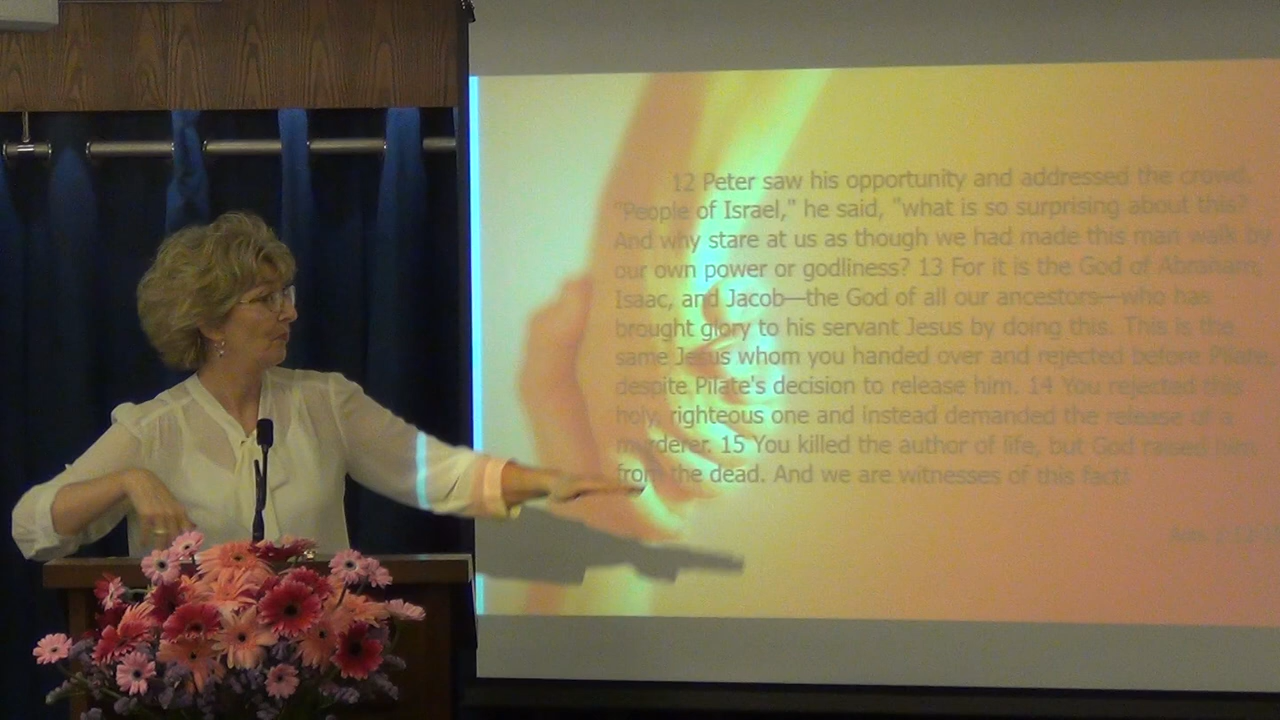 12 Peter saw his opportunity and addressed the crowd.
"People of Israel," he said, "what is so surprising about this?
And why stare at us as though we had made this man walk by
our own power or godliness? 13 For it is the God of Abraham,
Isaac, and Jacob—the God of all our ancestors—who has
brought glory to his servant Jesus by doing this. This is the
same Jesus whom you handed over and rejected before Pilate,
despite Pilate's decision to release him. 14 You rejected this
holy, righteous one and instead demanded the release of a
murderer. 15 You killed the author of life, but God raised him
from the dead. And we are witnesses of this fact!